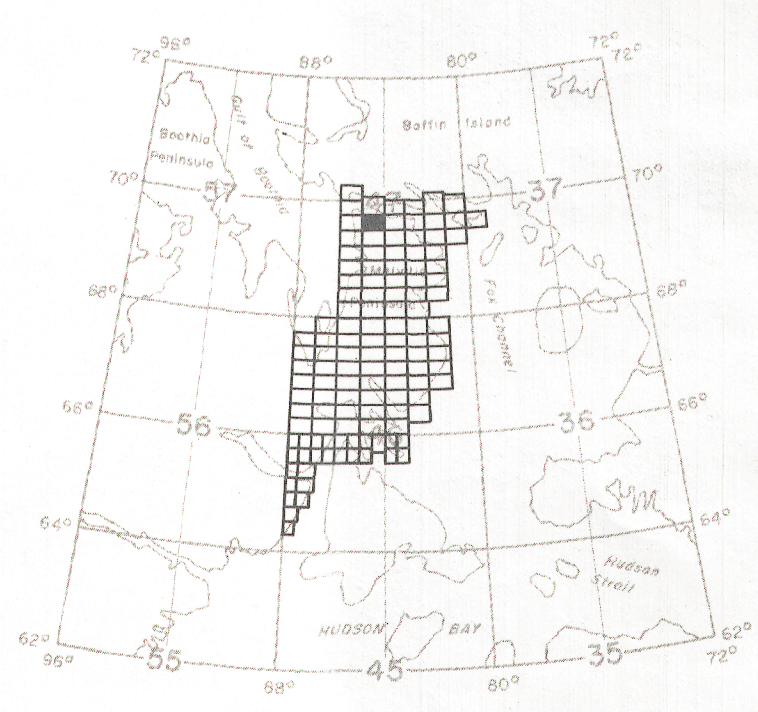 96° 88° 80° 72°
72° 72°
Gulf of Boothia
Baffin Island
Boothia
Peninsula
70° 57 47 37 70°
Melville
Peninsula
68° 68°
Fox Channel
66° 56 46 36 66°
64° 64°
Hudson
Strait
HUDSON BAY
62° 62°
96° 55 45 35 72°
88° 80°